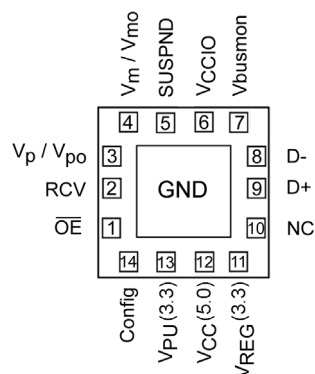 Vm / Vmo
SUSPND
VCCIO
Vbusmon
4
5
6
7
Vp / Vpo
3
8
D-
RCV
2
GND
9
D+
OE
1
10
NC
14
13
12
11
Config
VPU(3.3)
VCC(5.0)
VREG(3.3)